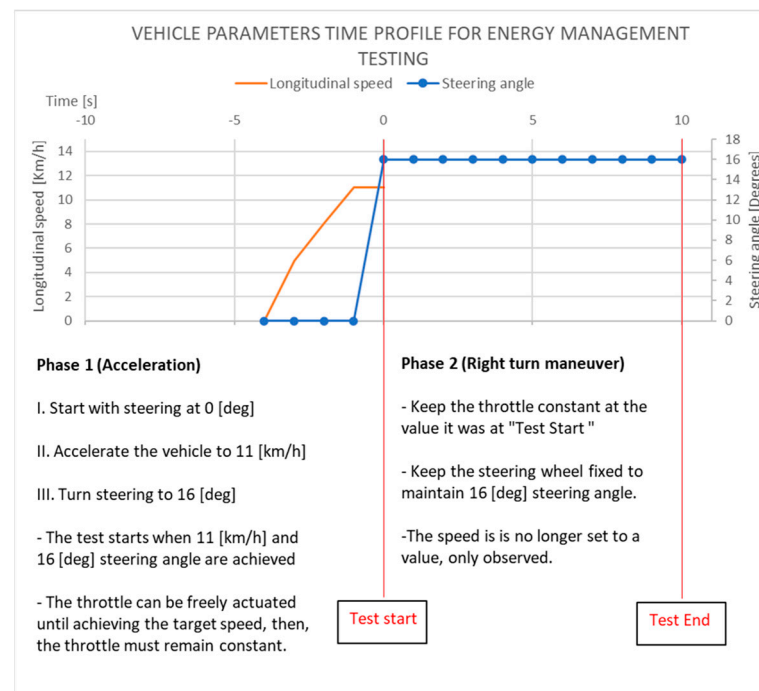 VEHICLE PARAMETERS TIME PROFILE FOR ENERGY MANAGEMENT
TESTING
Longitudinal speed Steering angle
Time [s]
-10 -5 0 5 10
Longitudinal speed [Km/h]
14
12
10
8
6
4
2
0
18
16
14
12
10
8
6
4
2
0
Steering angle [Degrees]
Phase 1 (Acceleration)
I. Start with steering at 0 [deg]
II. Accelerate the vehicle to 11 [km/h]
III. Turn steering to 16 [deg]
- The test starts when 11 [km/h] and
16 [deg] steering angle are achieved
- The throttle can be freely actuated
until achieving the target speed, then,
the throttle must remain constant.
Phase 2 (Right turn maneuver)
- Keep the throttle constant at the
value it was at "Test Start "
- Keep the steering wheel fixed to
maintain 16 [deg] steering angle.
-The speed is is no longer set to a
value, only observed.
Test start
Test End